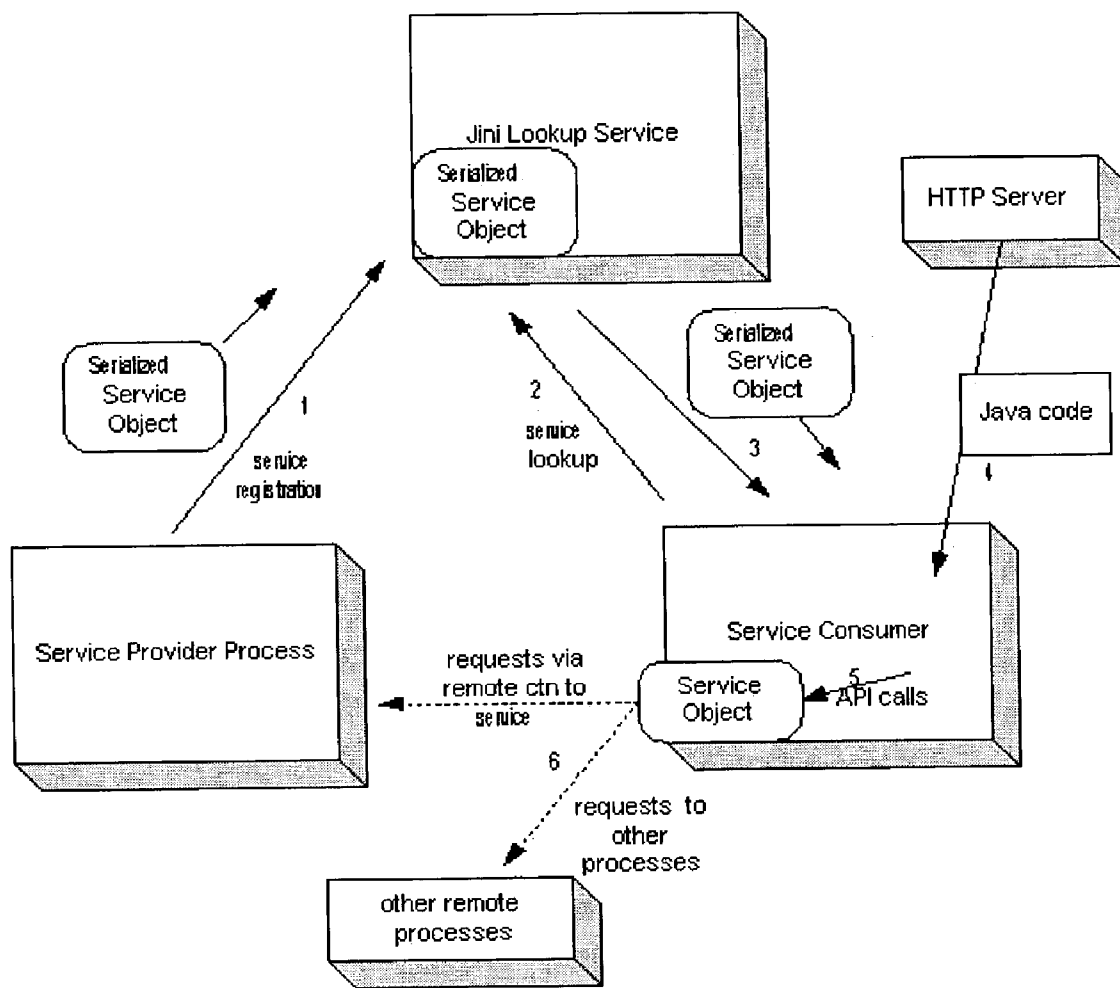 Jini Lookup Service
Serialized
Service
Object
HTTP Server
Serialized
Service
Object
Serialized
Service
Object
Java code
1
2
service
lookup
3
4
service
registration
Service Provider Process
Service Consumer
requests via
remote ctn to
service
Service
Object
5
API calls
6
requests to
other
processes
other remote
processes